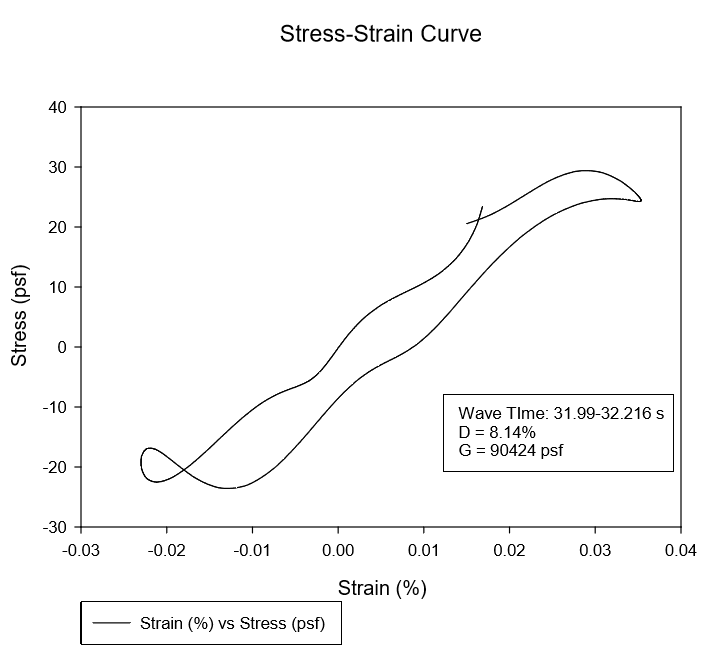 Stress-Strain Curve
40
30
20
10
0
-10
-20
-30
Stress (psf)
Wave TIme: 31.99-32.216 s
D = 8.14%
G = 90424 psf
-0.03 -0.02 -0.01 0.00 0.01 0.02 0.03 0.04
Strain (%)
Strain (%) vs Stress (psf)